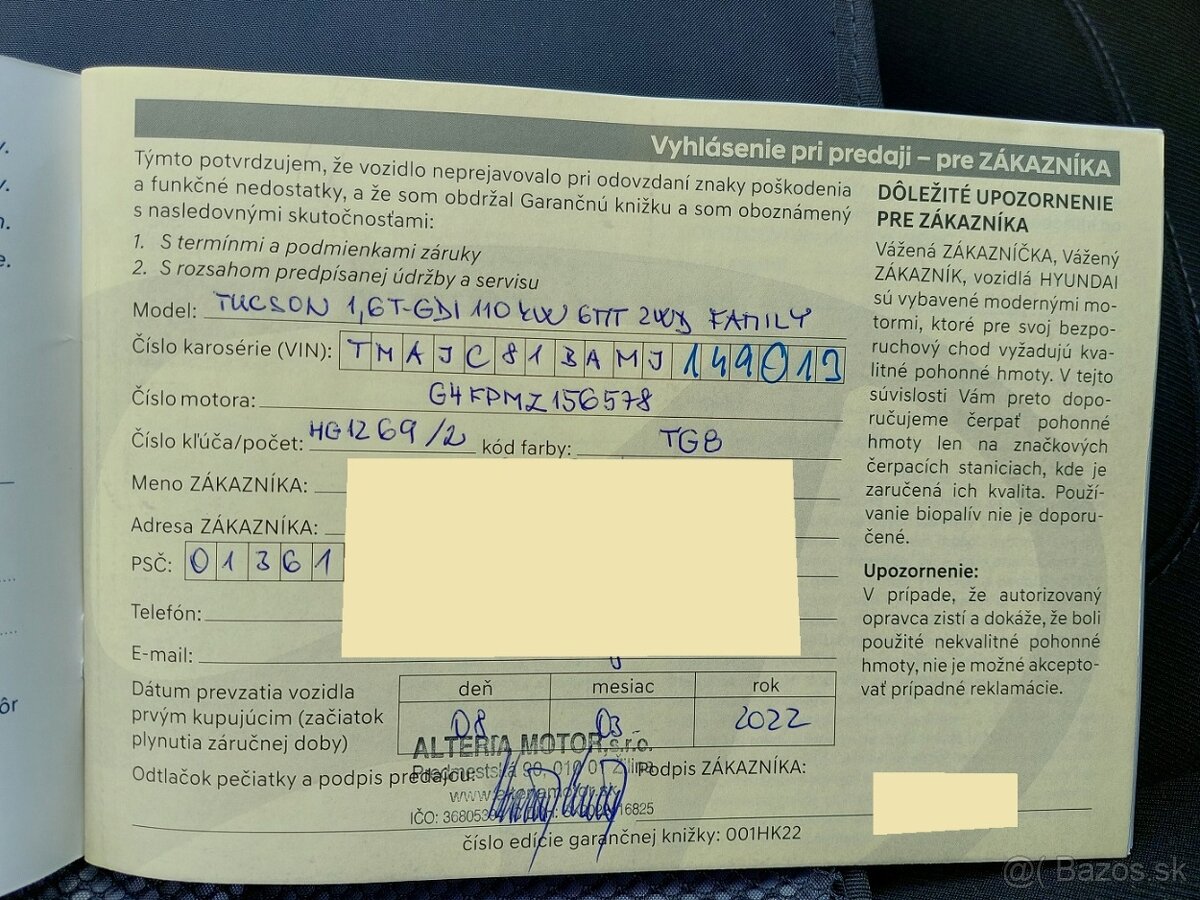 Vyhlásenie pri predaji – pre ZÁKAZNÍKA
Týmto potvrdzujem, že vozidlo neprejavovalo pri odovzdaní znaky poškodenia
a funkčné nedostatky, a že som obdržal Garančnú knižku a som oboznámený
s nasledovnými skutočnosťami:
1. S termínmi a podmienkami záruky
2. S rozsahom predpísanej údržby a servisu
Model: TUCSON 1,6T-GDI 110 kW 6MT 2WD FAMILY
Číslo karosérie (VIN): TMAJC81BAMJ149013
Číslo motora: G4FPMZ156578
Číslo kľúča/počet: HG1269/2 kód farby: TG8
Meno ZÁKAZNÍKA:
Adresa ZÁKAZNÍKA:
PSČ: 01361
Telefón:
E-mail:
Dátum prevzatia vozidla
prvým kupujúcim (začiatok
plynutia záručnej doby)
deň mesiac rok
08 03 2022
ALTERIA MOTOR, s.r.o.
Predmestská 90, 010 01 Žilina
Odtlačok pečiatky a podpis predajcu:
Podpis ZÁKAZNÍKA:
číslo edície garančnej knižky: 001HK22
DÔLEŽITÉ UPOZORNENIE
PRE ZÁKAZNÍKA
Vážená ZÁKAZNÍČKA, Vážený
ZÁKAZNÍK, vozidlá HYUNDAI
sú vybavené modernými mo-
tormi, ktoré pre svoj bezpo-
ruchový chod vyžadujú kva-
litné pohonné hmoty. V tejto
súvislosti Vám preto dopo-
ručujeme čerpať pohonné
hmoty len na značkových
čerpacích staniciach, kde je
zaručená ich kvalita. Použí-
vanie biopalív nie je doporu-
čené.
Upozornenie:
V prípade, že autorizovaný
opravca zistí a dokáže, že boli
použité nekvalitné pohonné
hmoty, nie je možné akcepto-
vať prípadné reklamácie.
@( Bazos.sk